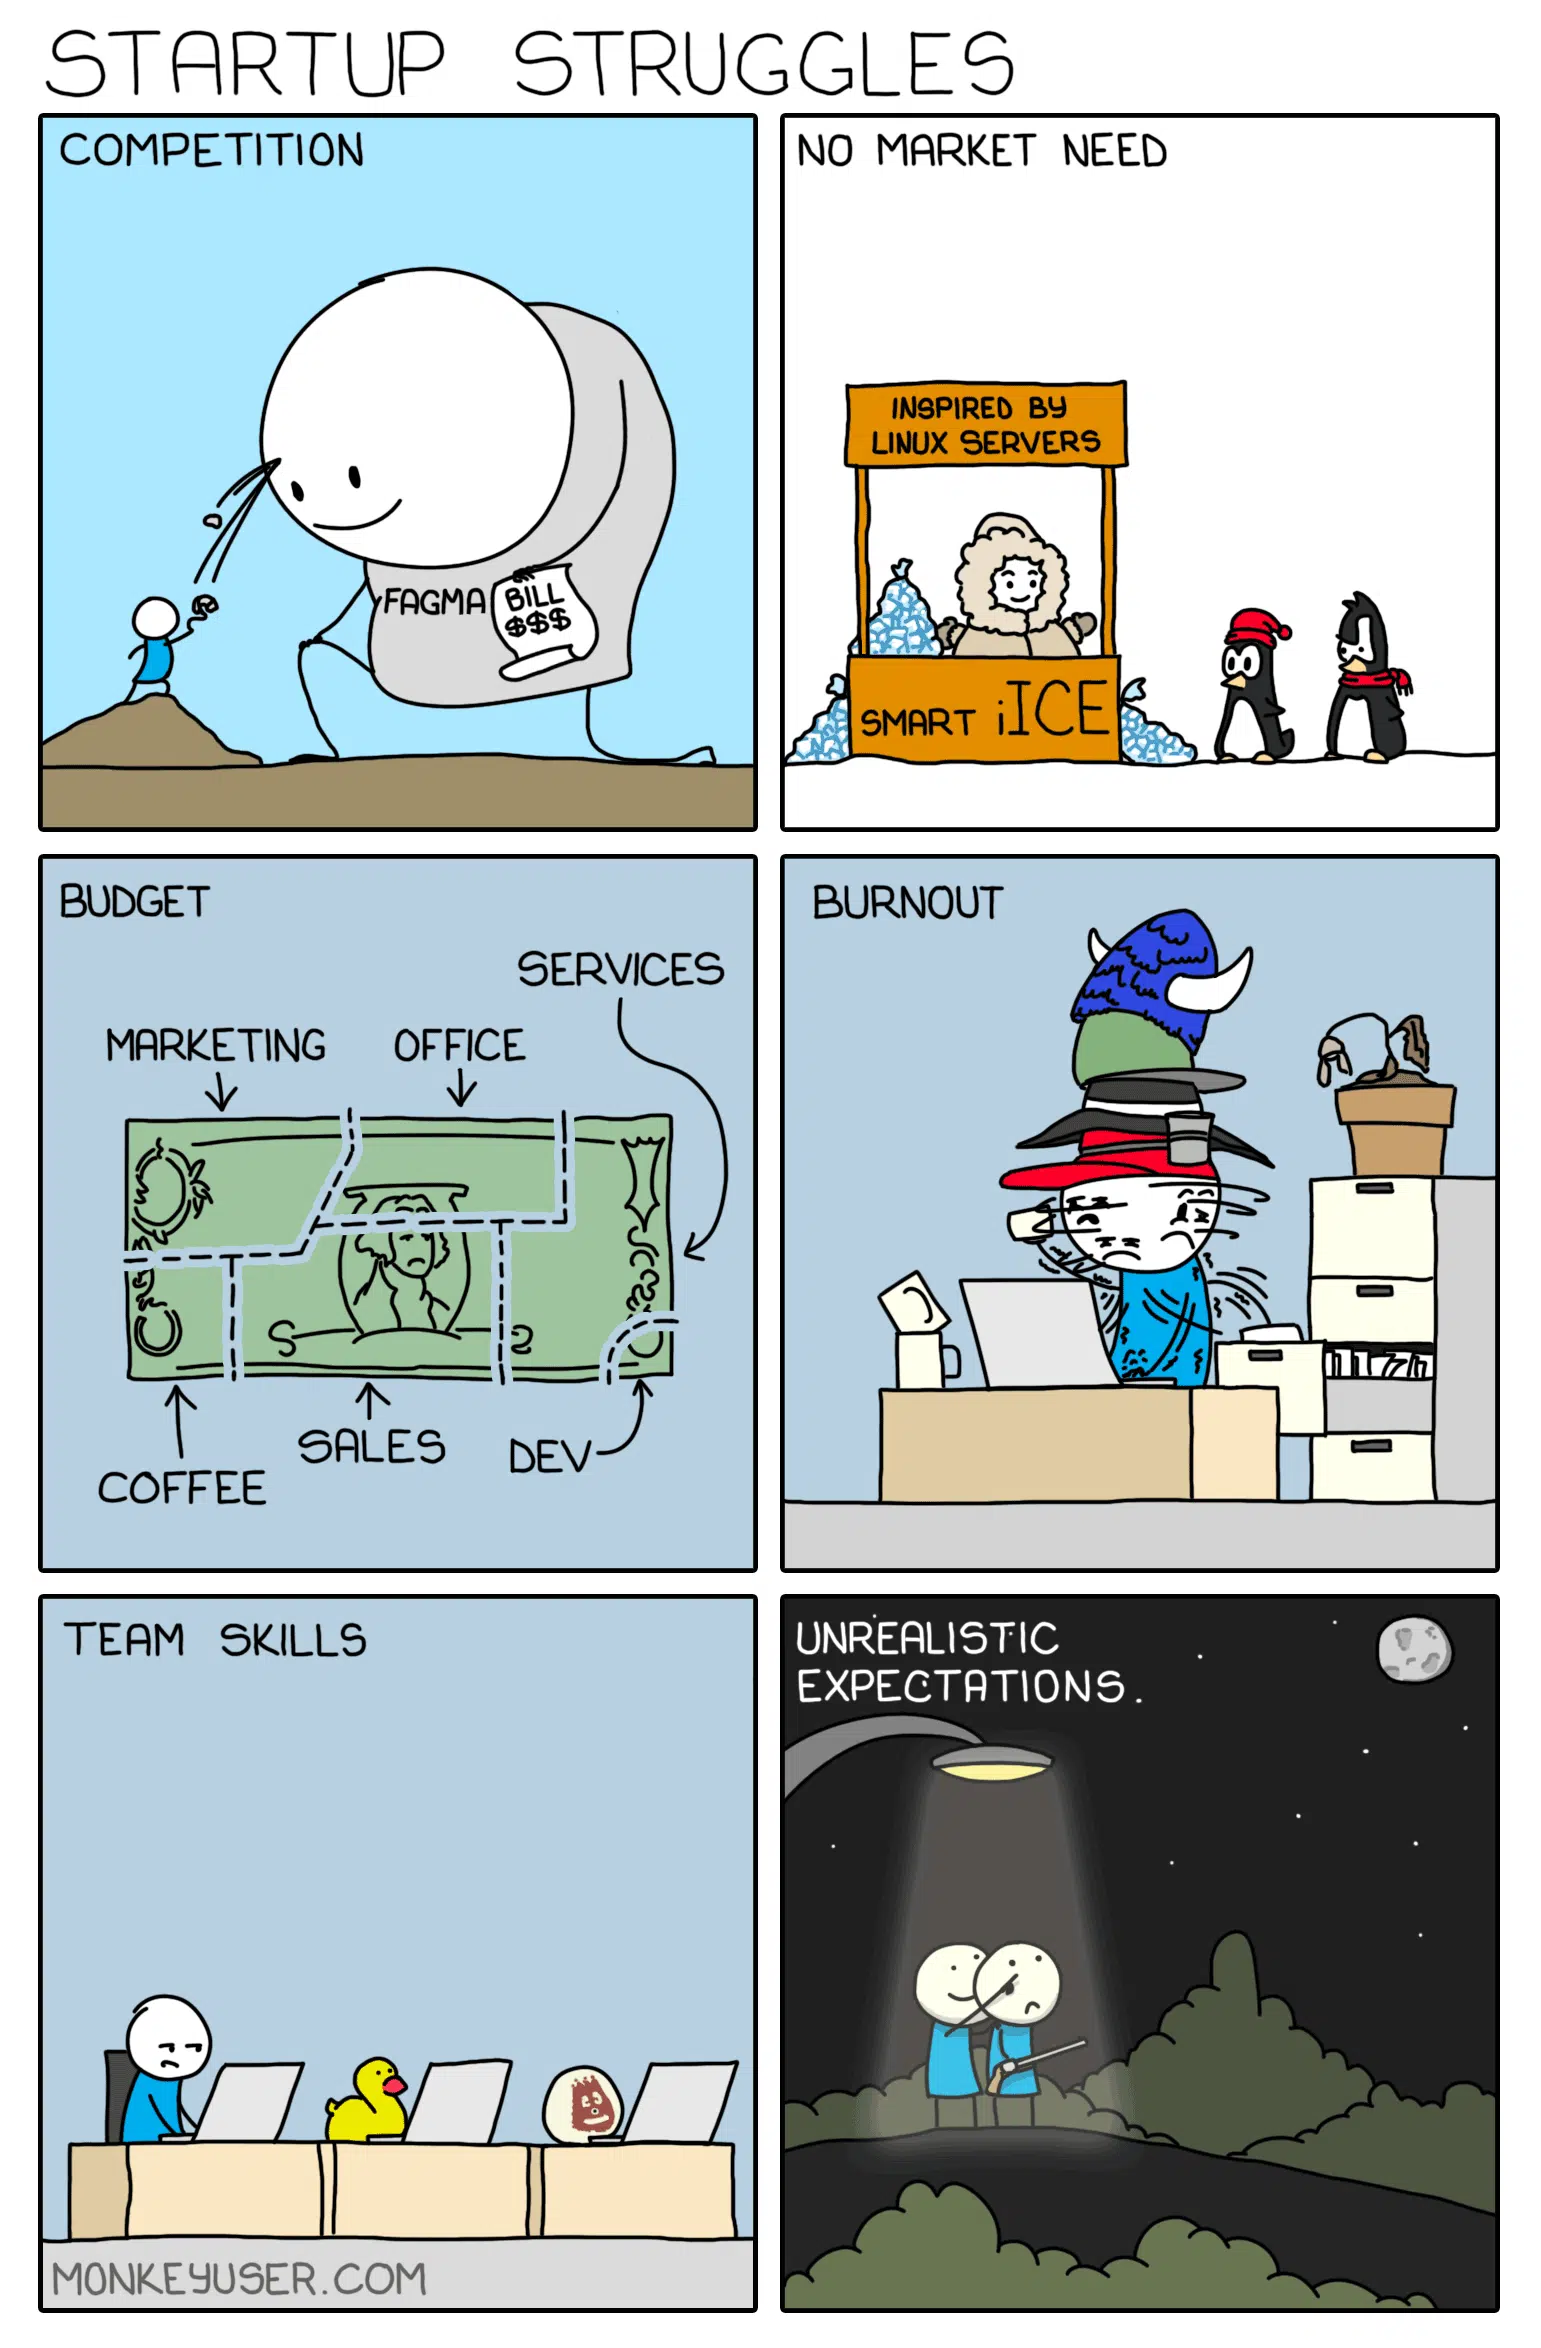 STARTUP STRUGGLES
COMPETITION
FAGMA
BILL
$$$
NO MARKET NEED
INSPIRED BY
LINUX SERVERS
SMART iICE
BUDGET
SERVICES
MARKETING
OFFICE
COFFEE
SALES
DEV
BURNOUT
TEAM SKILLS
MONKEYUSER.COM
UNREALISTIC
EXPECTATIONS.